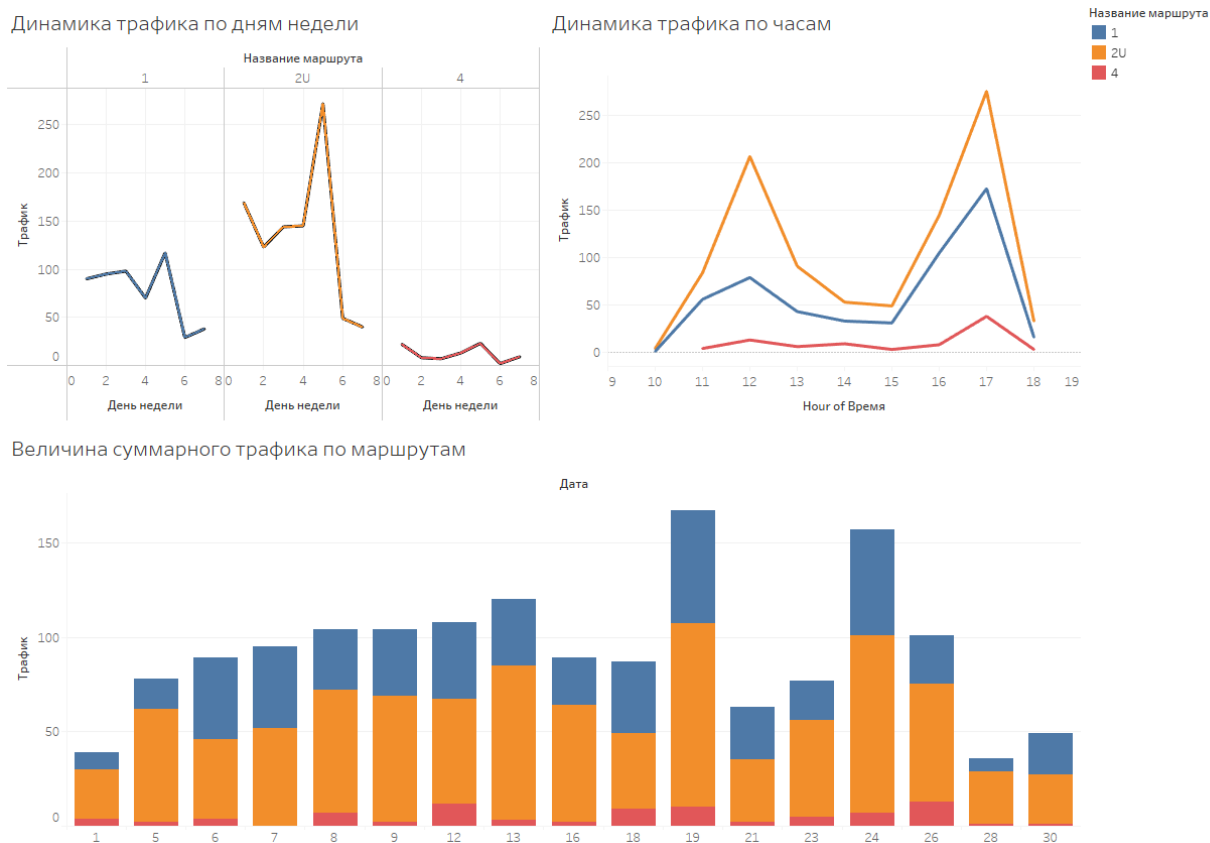 Динамика трафика по дням недели
Название маршрута
1 2U 4
250
200
150
100
50
0
Трафик
0 2 4 6 8 0 2 4 6 8 0 2 4 6 8
День недели День недели День недели
Динамика трафика по часам
250
200
150
100
50
0
Трафик
9 10 11 12 13 14 15 16 17 18 19
Hour of Время
Название маршрута
1
2U
4
Величина суммарного трафика по маршрутам
Дата
150
100
50
0
Трафик
1 5 6 7 8 9 12 13 16 18 19 21 23 24 26 28 30